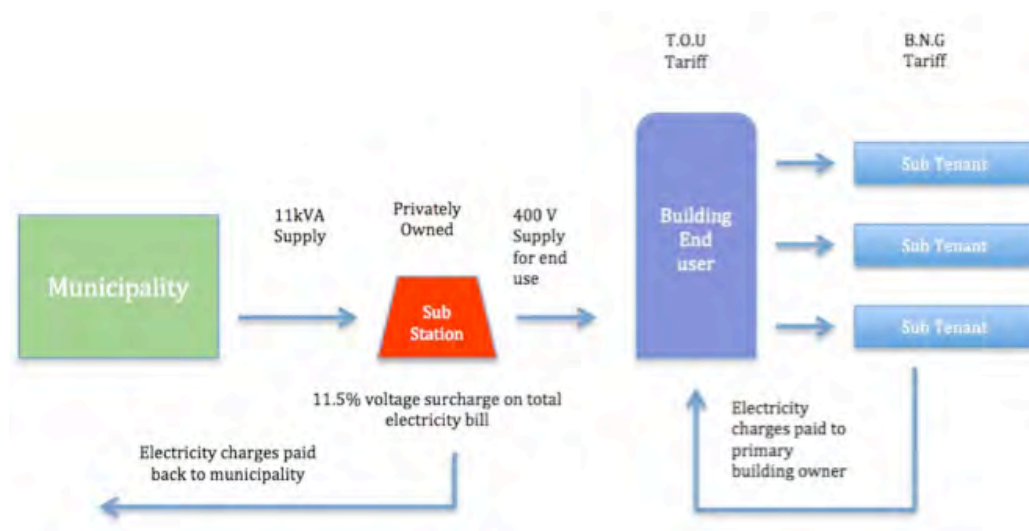 T.O.U
Tariff
B.N.G
Tariff
11kVA
Supply
Privately
Owned
400 V
Supply
for end
use
Municipality
Sub
Station
Building
End
user
Sub Tenant
Sub Tenant
Sub Tenant
11.5% voltage surcharge on total
electricity bill
Electricity charges paid
back to municipality
Electricity
charges paid to
primary
building owner